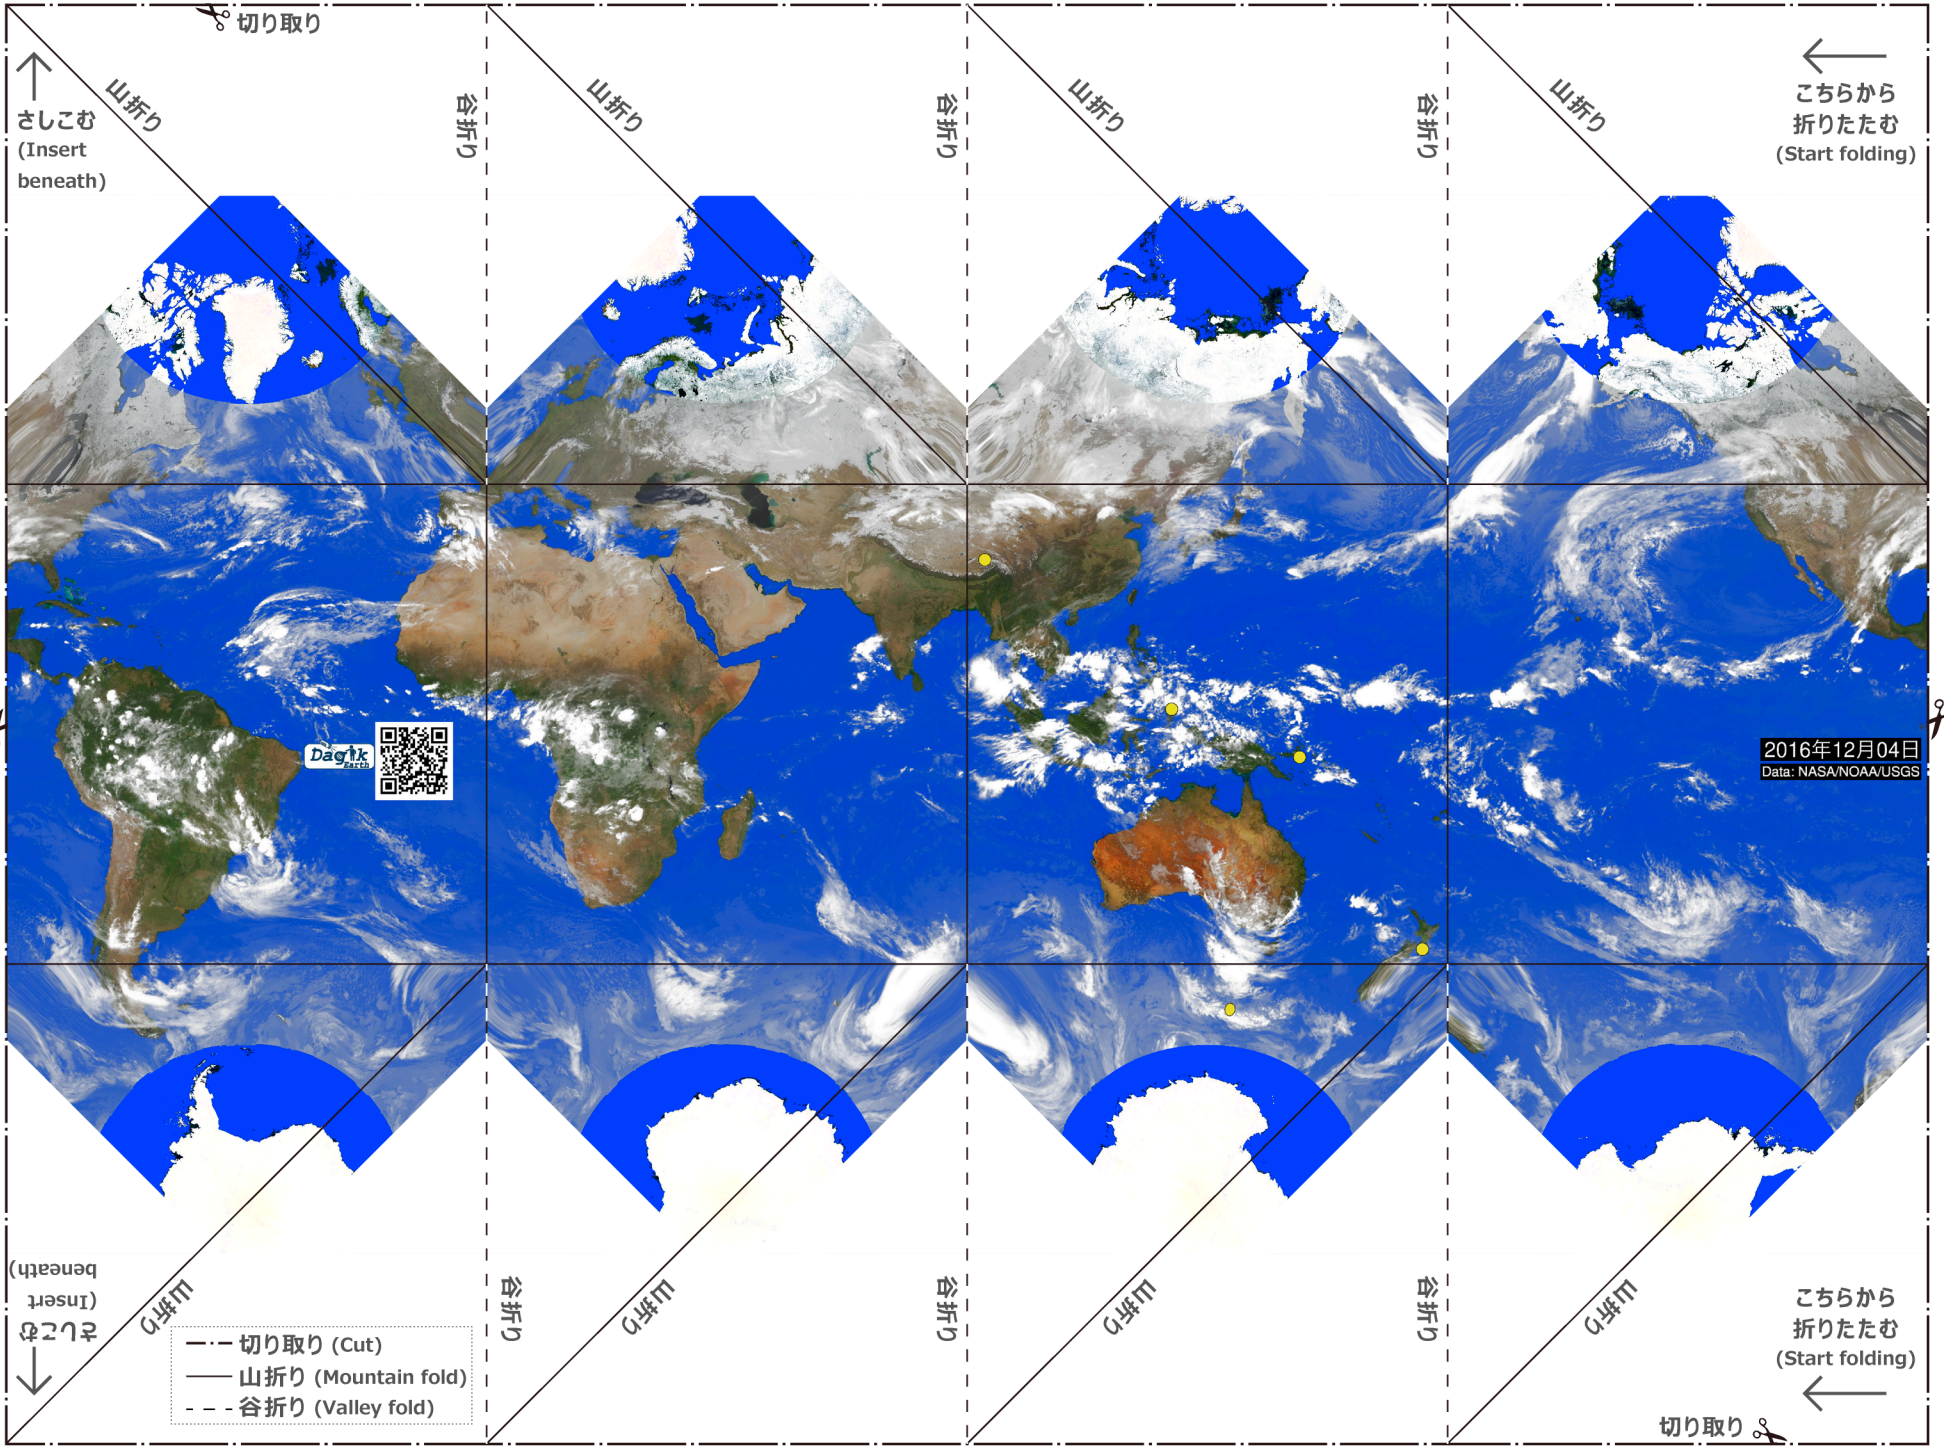 切り取り
さしこむ
(Insert
beneath)
山折り
谷折り
山折り
谷折り
山折り
谷折り
山折り
こちらから
折りたたむ
(Start folding)
Dagik
Earth
2016年12月04日
Data: NASA/NOAA/USGS
さしこむ
(Insert
beneath)
山折り
谷折り
山折り
谷折り
山折り
谷折り
山折り
こちらから
折りたたむ
(Start folding)
切り取り (Cut)
山折り (Mountain fold)
谷折り (Valley fold)
切り取り